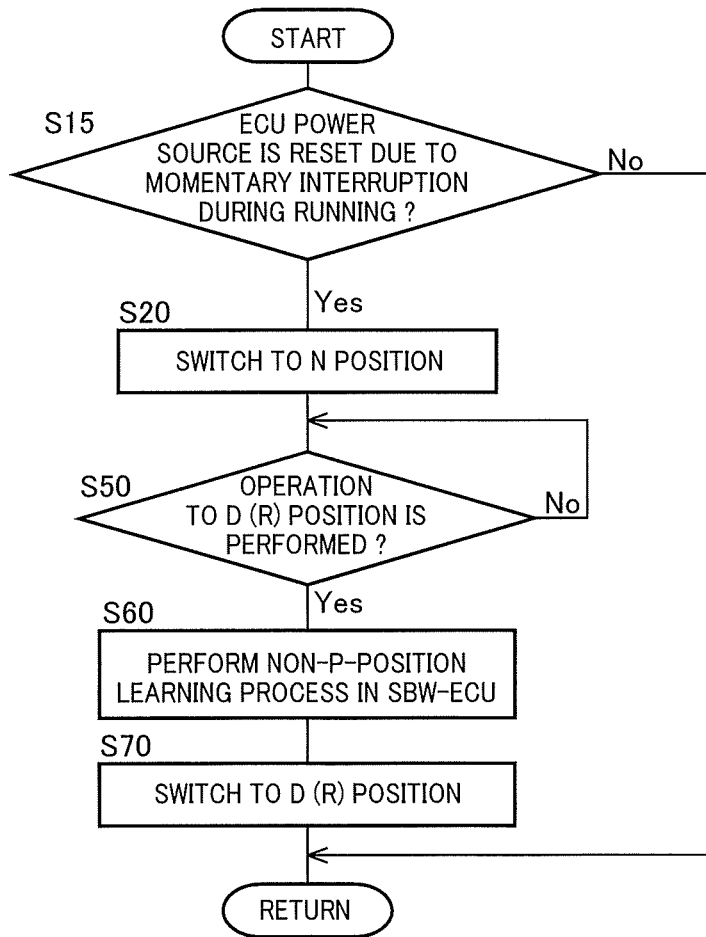 START
S15
ECU POWER
SOURCE IS RESET DUE TO
MOMENTARY INTERRUPTION
DURING RUNNING ?
No
Yes
S20
SWITCH TO N POSITION
S50
OPERATION
TO D (R) POSITION IS
PERFORMED ?
No
Yes
S60
PERFORM NON-P-POSITION
LEARNING PROCESS IN SBW-ECU
S70
SWITCH TO D (R) POSITION
RETURN